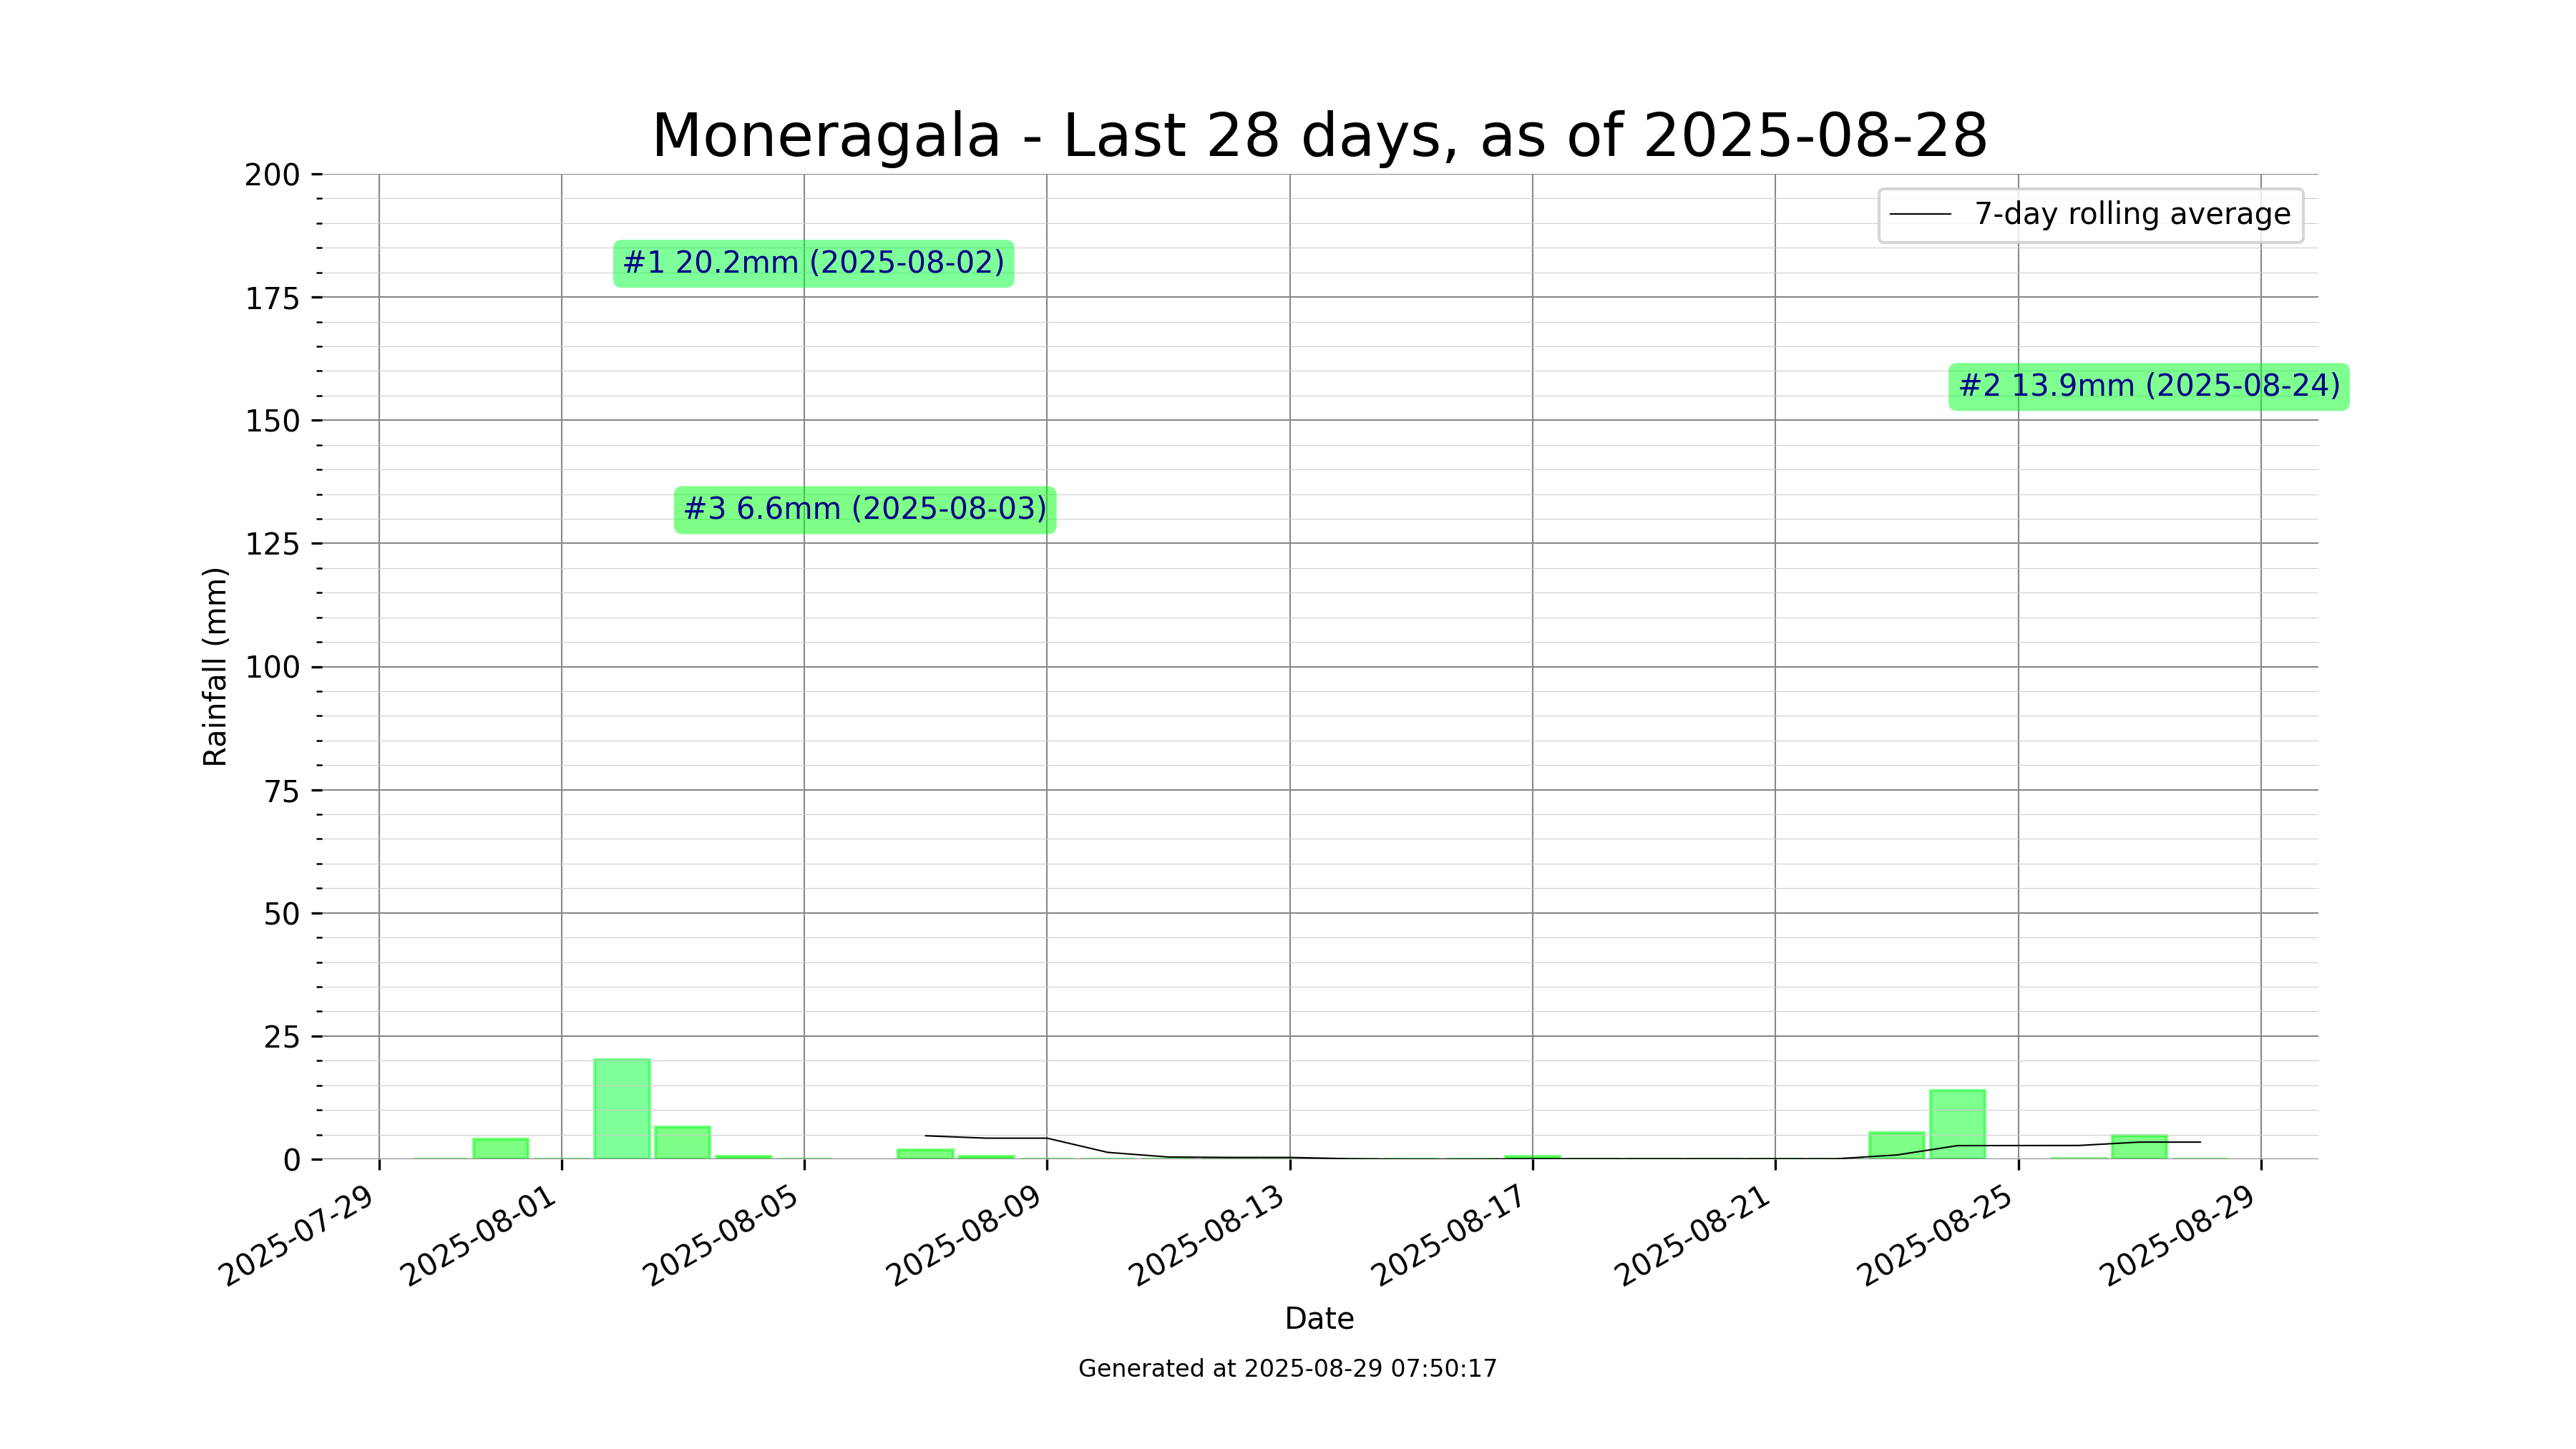 Moneragala - Last 28 days, as of 2025-08-28
7-day rolling average
#1 20.2mm (2025-08-02)
#2 13.9mm (2025-08-24)
#3 6.6mm (2025-08-03)
Rainfall (mm)
200
175
150
125
100
75
50
25
0
2025-07-29
2025-08-01
2025-08-05
2025-08-09
2025-08-13
2025-08-17
2025-08-21
2025-08-25
2025-08-29
Date
Generated at 2025-08-29 07:50:17